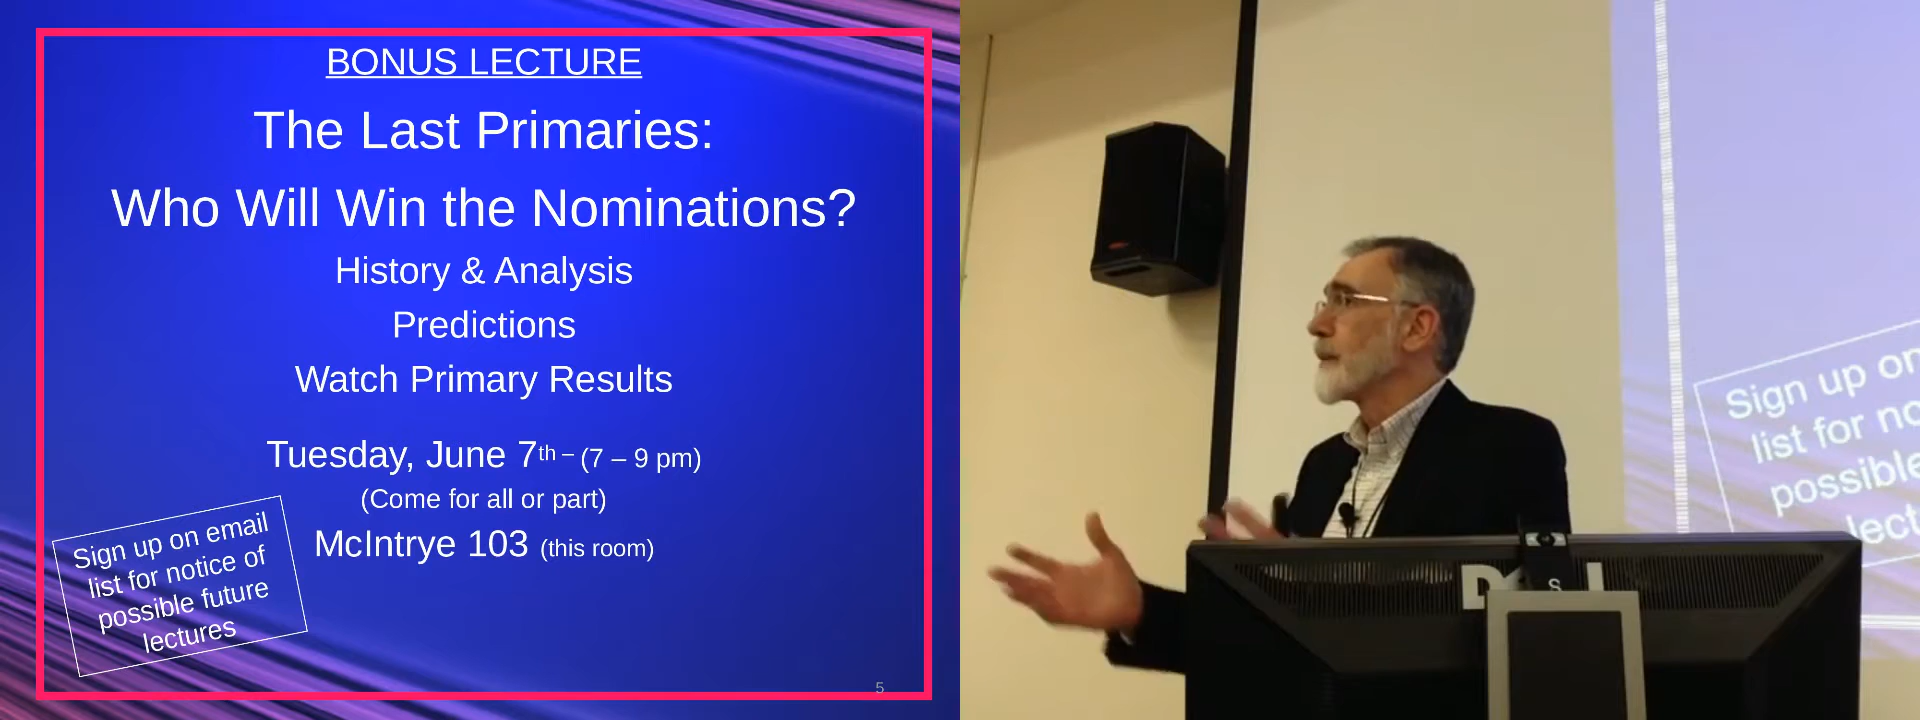 BONUS LECTURE
The Last Primaries:
Who Will Win the Nominations?
History & Analysis
Predictions
Watch Primary Results
Tuesday, June 7th – (7 – 9 pm)
(Come for all or part)
McIntrye 103 (this room)
Sign up on email
list for notice of
possible future
lectures
5
Sign up on
list for no
possible
lect